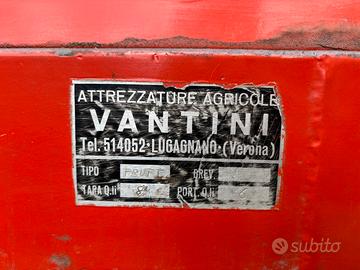 ATTREZZATURE AGRICOLE
VANTINI
Tel. 514052 - LUGAGNANO - (Verona)
TIPO BREV.
TARA Q.li PORT. Q.li
subito